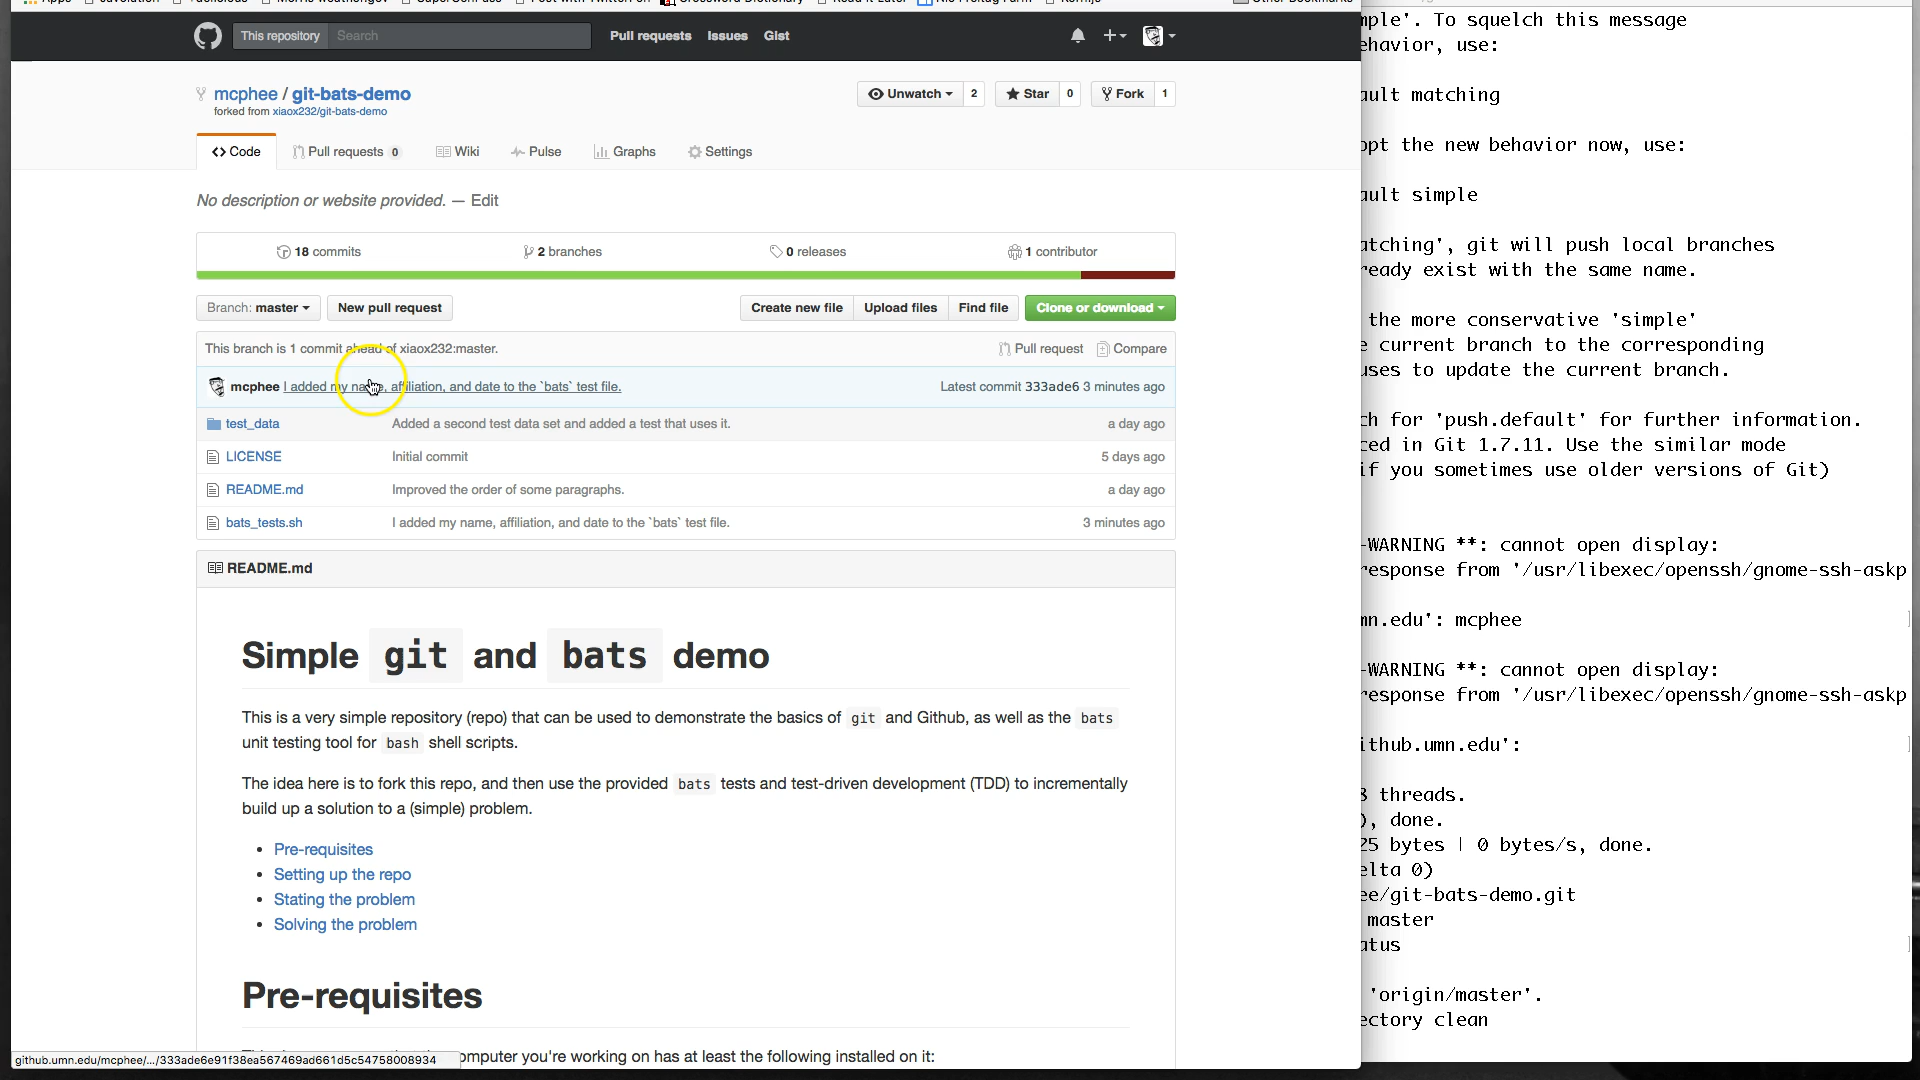 Apps
This repository
Search
Pull requests
Issues
Gist
mcphee / git-bats-demo
forked from xiaox232/git-bats-demo
Unwatch
2
Star
0
Fork
1
Code
Pull requests 0
Wiki
Pulse
Graphs
Settings
No description or website provided. — Edit
18 commits
2 branches
0 releases
1 contributor
Branch: master
New pull request
Create new file
Upload files
Find file
Clone or download
This branch is 1 commit ahead of xiaox232:master.
Pull request
Compare
mcphee I added my name, affiliation, and date to the `bats` test file.
Latest commit 333ade6 3 minutes ago
test_data
Added a second test data set and added a test that uses it.
a day ago
LICENSE
Initial commit
5 days ago
README.md
Improved the order of some paragraphs.
a day ago
bats_tests.sh
I added my name, affiliation, and date to the `bats` test file.
3 minutes ago
README.md
Simple git and bats demo
This is a very simple repository (repo) that can be used to demonstrate the basics of git and Github, as well as the bats
unit testing tool for bash shell scripts.
The idea here is to fork this repo, and then use the provided bats tests and test-driven development (TDD) to incrementally
build up a solution to a (simple) problem.
• Pre-requisites
• Setting up the repo
• Stating the problem
• Solving the problem
Pre-requisites
omputer you're working on has at least the following installed on it:
github.umn.edu/mcphee/.../333ade6e91f38ea567469ad661d5c54758008934
mple'. To squelch this message
ehavior, use:
ault matching
opt the new behavior now, use:
ault simple
atching', git will push local branches
ready exist with the same name.
the more conservative 'simple'
e current branch to the corresponding
uses to update the current branch.
ch for 'push.default' for further information.
ced in Git 1.7.11. Use the similar mode
if you sometimes use older versions of Git)
-WARNING **: cannot open display:
response from '/usr/libexec/openssh/gnome-ssh-askp
mn.edu': mcphee
-WARNING **: cannot open display:
response from '/usr/libexec/openssh/gnome-ssh-askp
ithub.umn.edu':
8 threads.
), done.
25 bytes | 0 bytes/s, done.
elta 0)
ee/git-bats-demo.git
master
atus
'origin/master'.
ectory clean